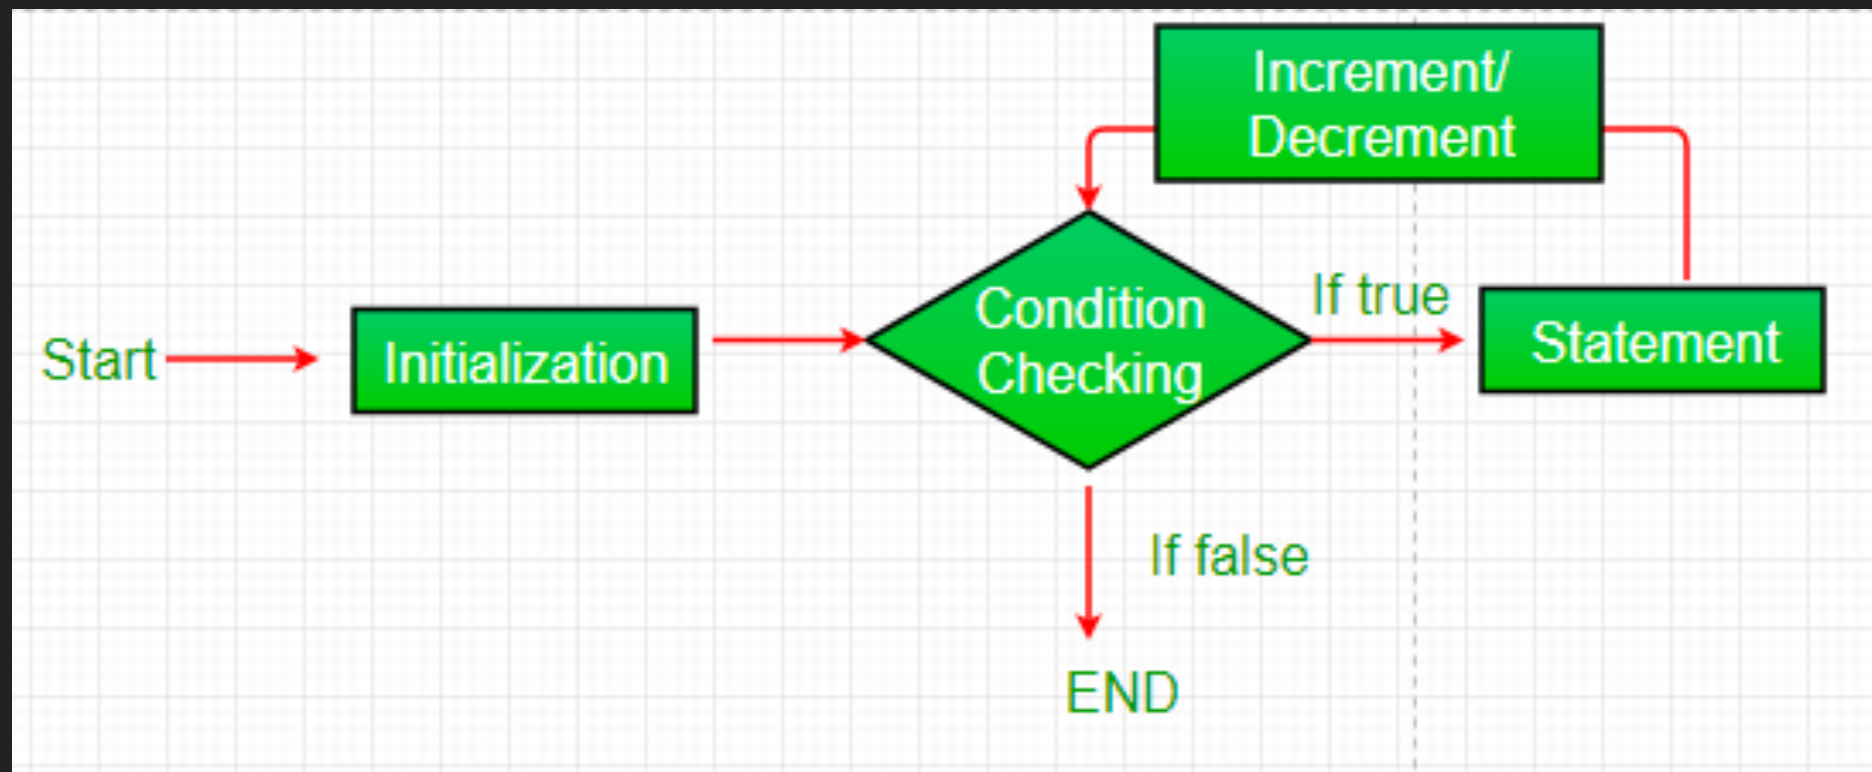 Increment/
Decrement
Start
Initialization
Condition
Checking
If true
Statement
If false
END